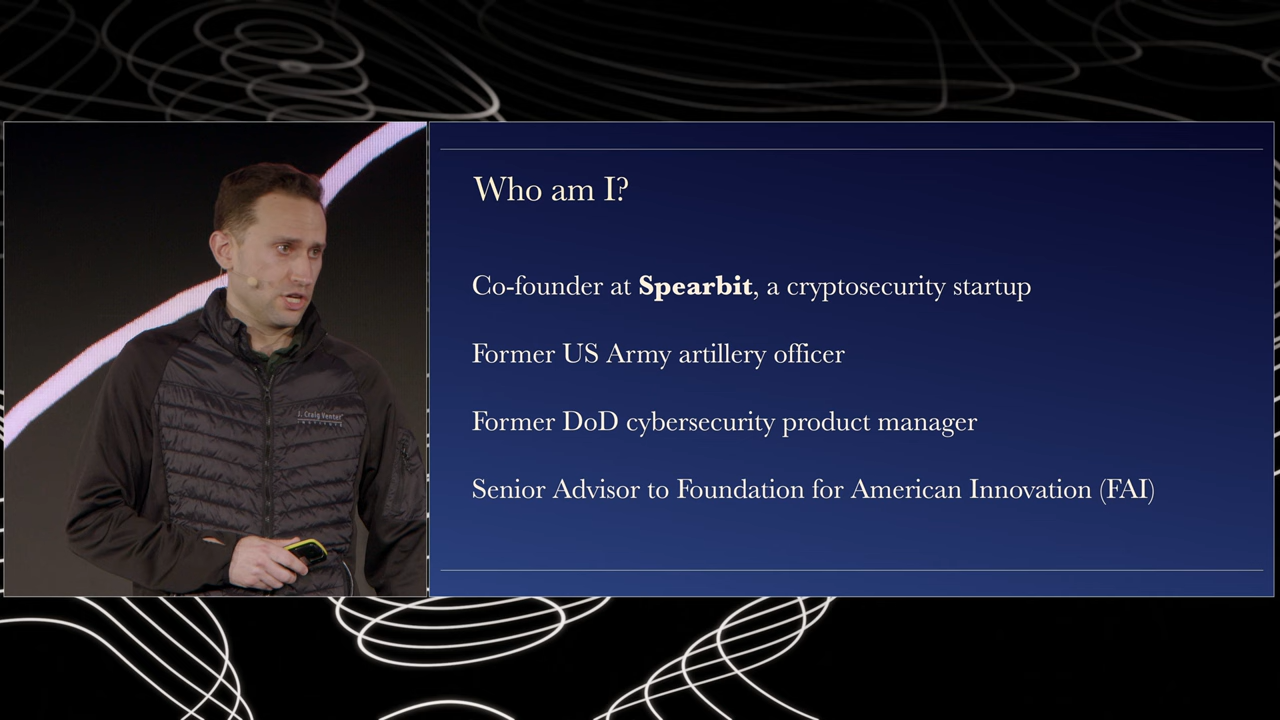 Who am I?
Co-founder at Spearbit, a cryptosecurity startup
Former US Army artillery officer
Former DoD cybersecurity product manager
Senior Advisor to Foundation for American Innovation (FAI)
J. Craig Venter
INSTITUTE